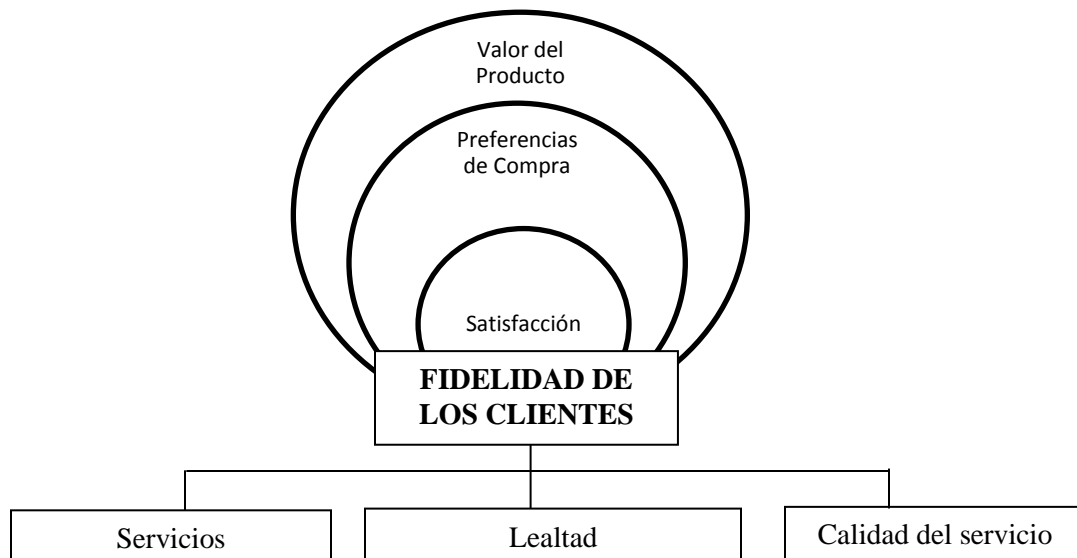 Valor del
Producto
Preferencias
de Compra
Satisfacción
FIDELIDAD DE
LOS CLIENTES
Servicios
Lealtad
Calidad del servicio